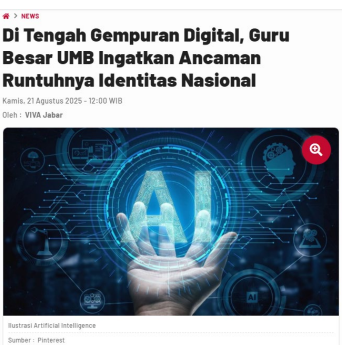 > NEWS
Di Tengah Gempuran Digital, Guru
Besar UMB Ingatkan Ancaman
Runtuhnya Identitas Nasional
Kamis, 21 Agustus 2025 - 12:00 WIB
Oleh : VIVA Jabar
AI
AI
Ilustrasi Artificial Intelligence
Sumber : Pinterest